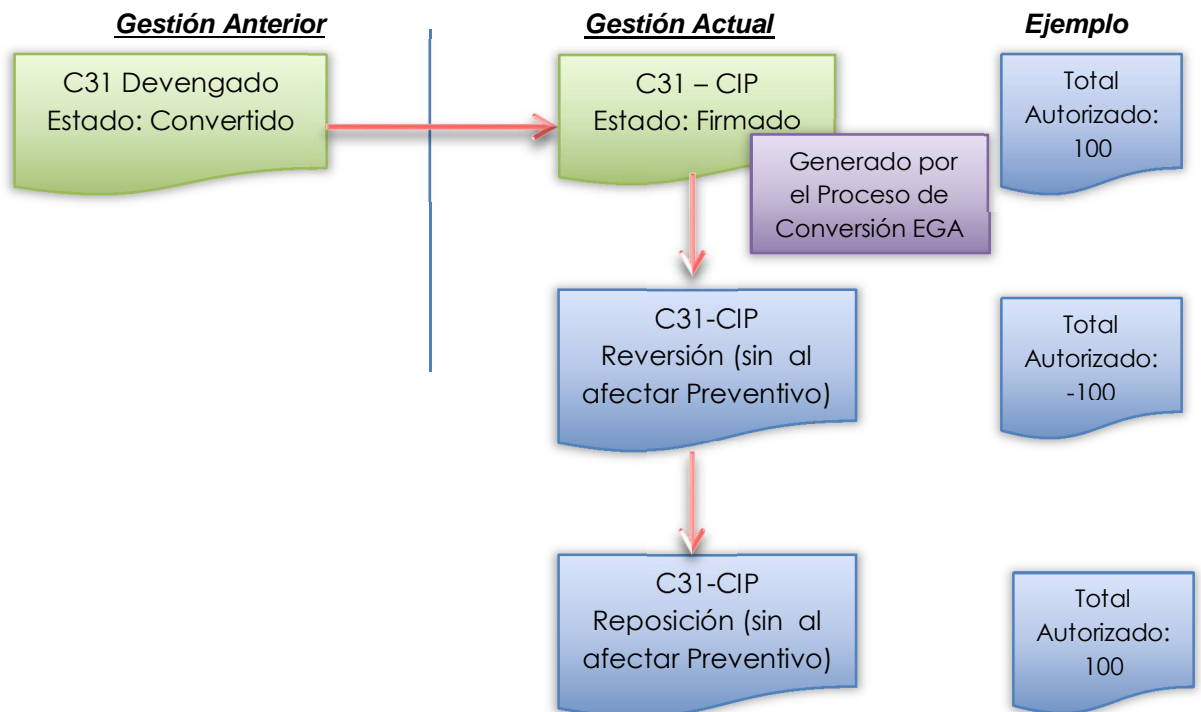 Gestión Anterior
Gestión Actual
Ejemplo
C31 Devengado
Estado: Convertido
C31 – CIP
Estado: Firmado
Total
Autorizado:
100
Generado por
el Proceso de
Conversión EGA
C31-CIP
Reversión (sin al
afectar Preventivo)
Total
Autorizado:
-100
C31-CIP
Reposición (sin al
afectar Preventivo)
Total
Autorizado:
100